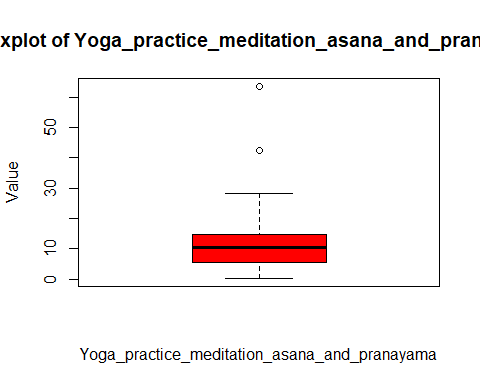 xplot of Yoga_practice_meditation_asana_and_pran
Value
50
30
10
0
Yoga_practice_meditation_asana_and_pranayama